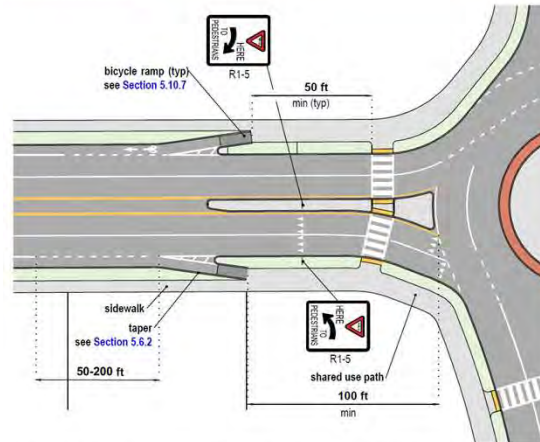 HERE
TO
PEDESTRIANS
R1-5
bicycle ramp (typ)
see Section 5.10.7
50 ft
min (typ)
sidewalk
taper
see Section 5.6.2
50-200 ft
HERE
TO
PEDESTRIANS
R1-5
shared use path
100 ft
min